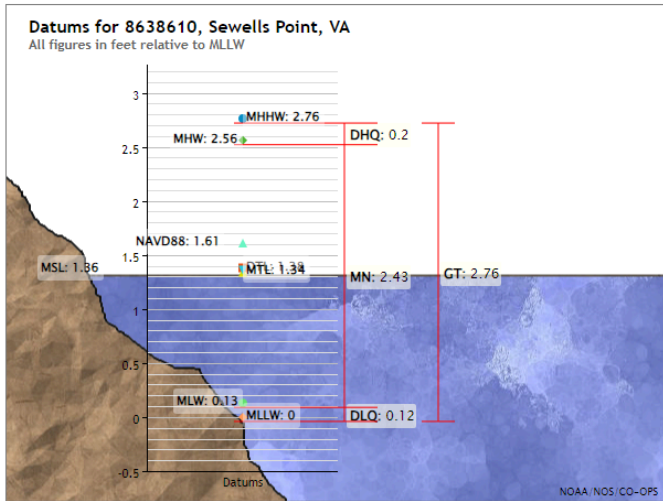 Datums for 8638610, Sewells Point, VA
All figures in feet relative to MLLW
3
MHHW: 2.76
DHQ: 0.2
MHW: 2.56
2.5
2
NAVD88: 1.61
1.5
MSL: 1.36
MTL: 1.34
MN: 2.43
GT: 2.76
1
0.5
MLW: 0.13
0
MLLW: 0
DLQ: 0.12
-0.5
Datums
NOAA/NOS/CO-OPS